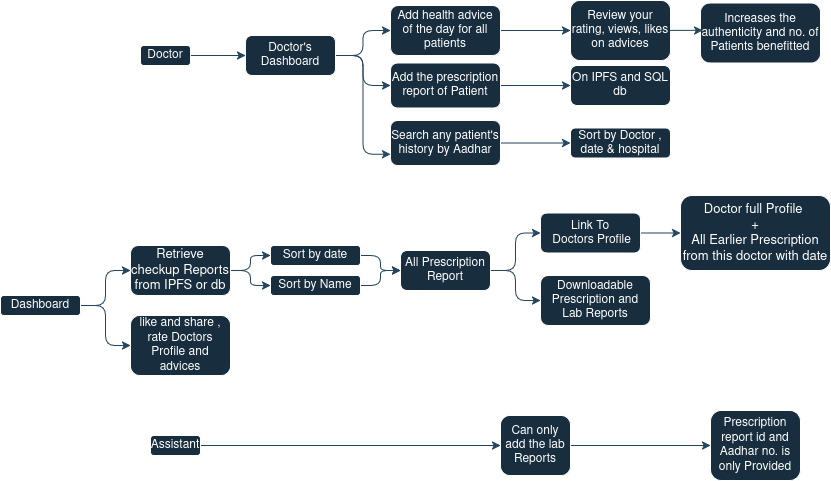 Doctor
Doctor's
Dashboard
Add health advice
of the day for all
patients
Review your
rating, views, likes
on advices
Increases the
authenticity and no. of
Patients benefitted
Add the prescription
report of Patient
On IPFS and SQL
db
Search any patient's
history by Aadhar
Sort by Doctor ,
date & hospital
Dashboard
Retrieve
checkup Reports
from IPFS or db
like and share ,
rate Doctors
Profile and
advices
Sort by date
Sort by Name
All Prescription
Report
Link To
Doctors Profile
Downloadable
Prescription and
Lab Reports
Doctor full Profile
+
All Earlier Prescription
from this doctor with date
Assistant
Can only
add the lab
Reports
Prescription
report id and
Aadhar no. is
only Provided